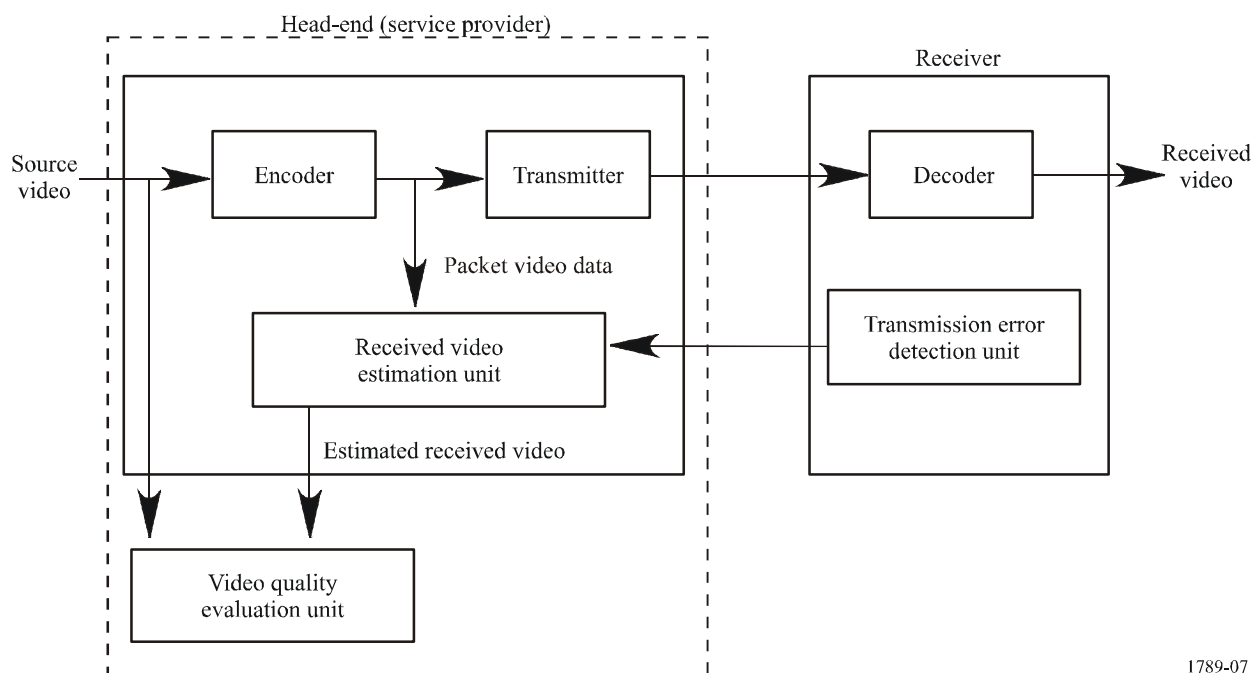 Head-end (service provider)
Receiver
Source
video
Encoder
Transmitter
Decoder
Received
video
Packet video data
Received video
estimation unit
Transmission error
detection unit
Estimated received video
Video quality
evaluation unit
1789-07